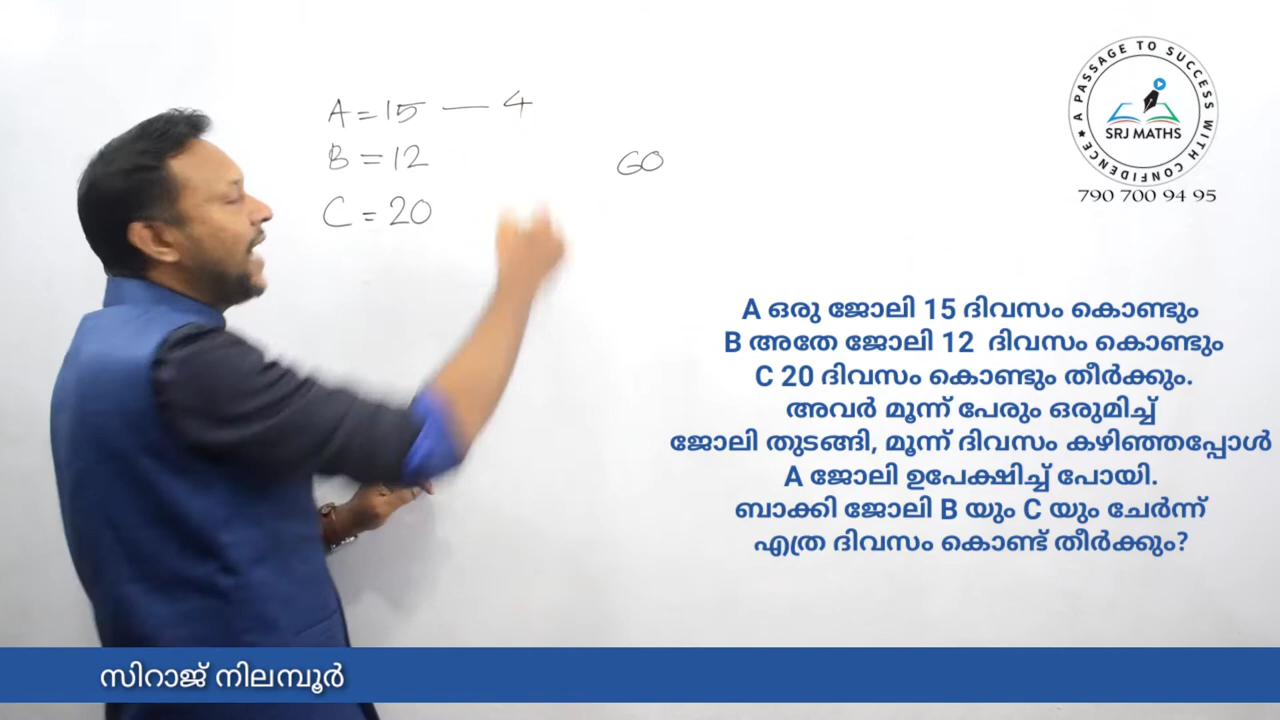 A = 15 — 4
B = 12
60
C = 20
A PASSAGE TO SUCCESS WITH CONFIDENCE
SRJ MATHS
790 700 94 95
A ഒരു ജോലി 15 ദിവസം കൊണ്ടും
B അതേ ജോലി 12 ദിവസം കൊണ്ടും
C 20 ദിവസം കൊണ്ടും തീർക്കും.
അവർ മൂന്ന് പേരും ഒരുമിച്ച്
ജോലി തുടങ്ങി, മൂന്ന് ദിവസം കഴിഞ്ഞപ്പോൾ
A ജോലി ഉപേക്ഷിച്ച് പോയി.
ബാക്കി ജോലി B യും C യും ചേർന്ന്
എത്ര ദിവസം കൊണ്ട് തീർക്കും?
സിറാജ് നിലമ്പൂർ